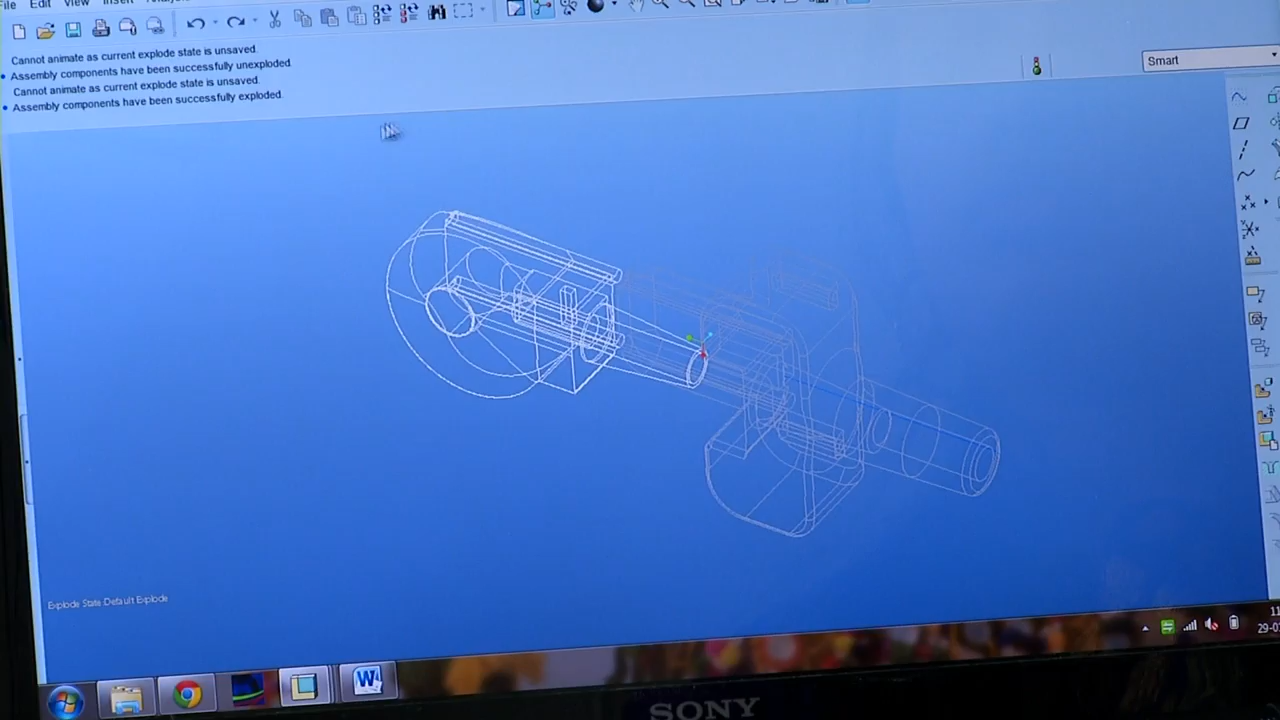 File Edit View Insert
Cannot animate as current explode state is unsaved.
Assembly components have been successfully unexploded.
Cannot animate as current explode state is unsaved.
Assembly components have been successfully exploded.
Smart
Explode State:Default Explode
W
SONY